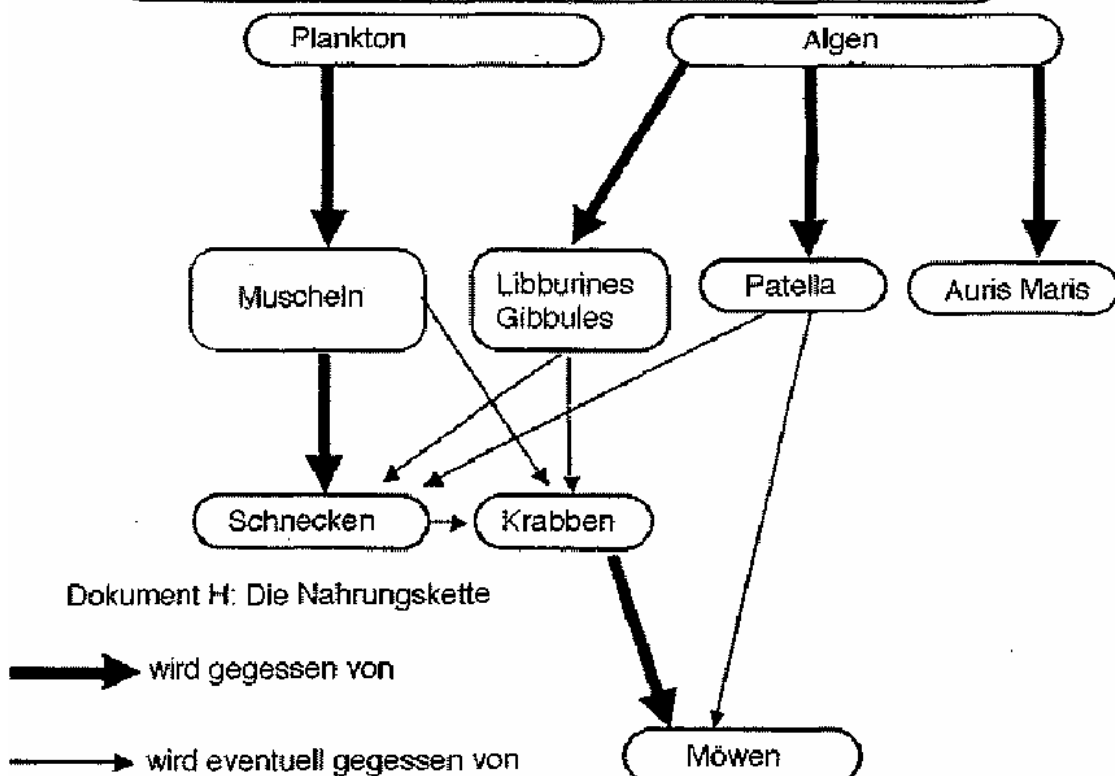 Plankton
Algen
Muscheln
Libburines
Gibbules
Patella
Auris Maris
Schnecken
Krabben
Dokument H: Die Nahrungskette
wird gegessen von
wird eventuell gegessen von
Möwen